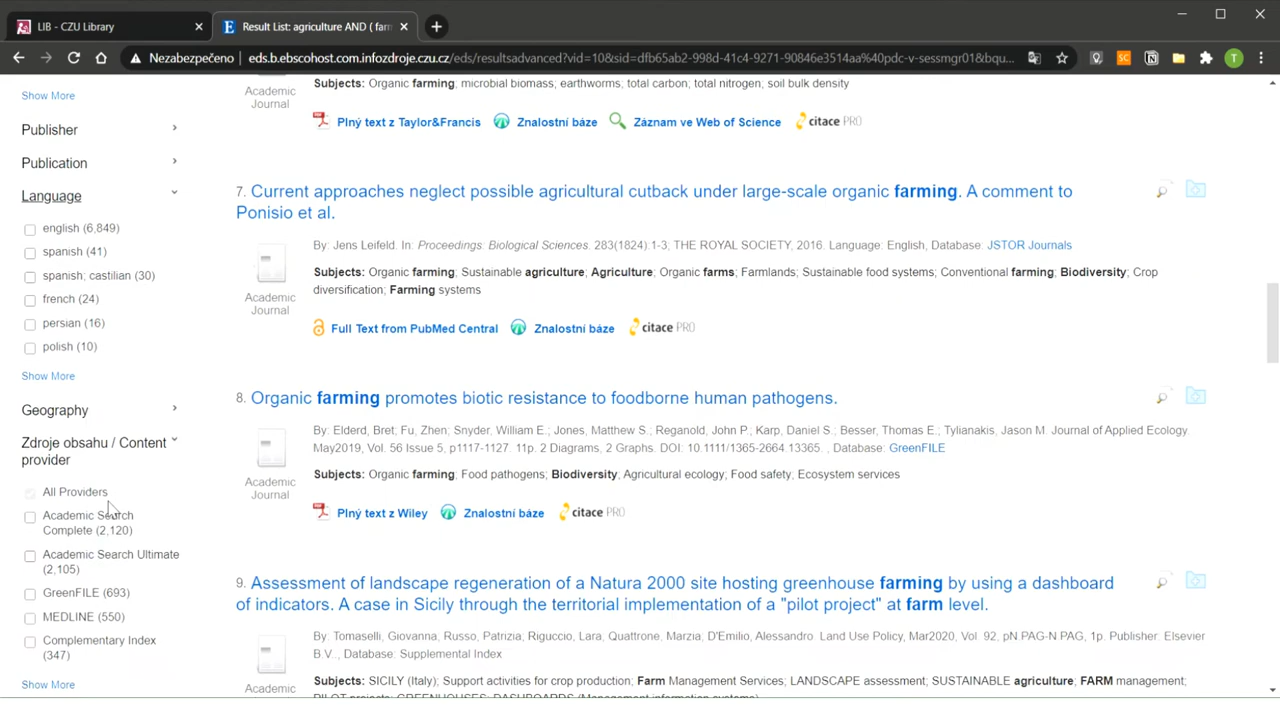 LIB - CZU Library
Result List: agriculture AND ( farm
Nezabezpečeno
eds.b.ebscohost.com.infozdroje.czu.cz/eds/resultsadvanced?vid=10&sid=dfb65ab2-998d-41c4-9271-90846e3514aa%40pdc-v-sessmgr01&bqu...
SC
T
Show More
Publisher
Publication
Language
english (6,849)
spanish (41)
spanish; castilian (30)
french (24)
persian (16)
polish (10)
Show More
Geography
Zdroje obsahu / Content
provider
All Providers
Academic Search
Complete (2,120)
Academic Search Ultimate
(2,105)
GreenFILE (693)
MEDLINE (550)
Complementary Index
(347)
Show More
Academic
Journal
Subjects: Organic farming; microbial biomass; earthworms; total carbon; total nitrogen; soil bulk density
Plný text z Taylor&Francis Znalostní báze Záznam ve Web of Science citace PRO
7. Current approaches neglect possible agricultural cutback under large-scale organic farming. A comment to
Ponisio et al.
By: Jens Leifeld. In: Proceedings: Biological Sciences. 283(1824):1-3; THE ROYAL SOCIETY, 2016. Language: English, Database: JSTOR Journals
Academic
Journal
Subjects: Organic farming; Sustainable agriculture; Agriculture; Organic farms; Farmlands; Sustainable food systems; Conventional farming; Biodiversity; Crop
diversification; Farming systems
Full Text from PubMed Central Znalostní báze citace PRO
8. Organic farming promotes biotic resistance to foodborne human pathogens.
By: Elderd, Bret; Fu, Zhen; Snyder, William E.; Jones, Matthew S.; Reganold, John P.; Karp, Daniel S.; Besser, Thomas E.; Tylianakis, Jason M. Journal of Applied Ecology.
May2019, Vol. 56 Issue 5, p1117-1127. 11p. 2 Diagrams, 2 Graphs. DOI: 10.1111/1365-2664.13365. , Database: GreenFILE
Academic
Journal
Subjects: Organic farming; Food pathogens; Biodiversity; Agricultural ecology; Food safety; Ecosystem services
Plný text z Wiley Znalostní báze citace PRO
9. Assessment of landscape regeneration of a Natura 2000 site hosting greenhouse farming by using a dashboard
of indicators. A case in Sicily through the territorial implementation of a "pilot project" at farm level.
By: Tomaselli, Giovanna, Russo, Patrizia, Riguccio, Lara, Quattrone, Marzia, D'Emilio, Alessandro. Land Use Policy, Mar2020, Vol. 92, pN PAG-N PAG, 1p. Publisher: Elsevier
B.V.., Database: Supplemental Index
Academic
Subjects: SICILY (Italy); Support activities for crop production; Farm Management Services; LANDSCAPE assessment; SUSTAINABLE agriculture; FARM management;
PILOT projects; GREENHOUSES; DASHBOARDS (Management information systems)